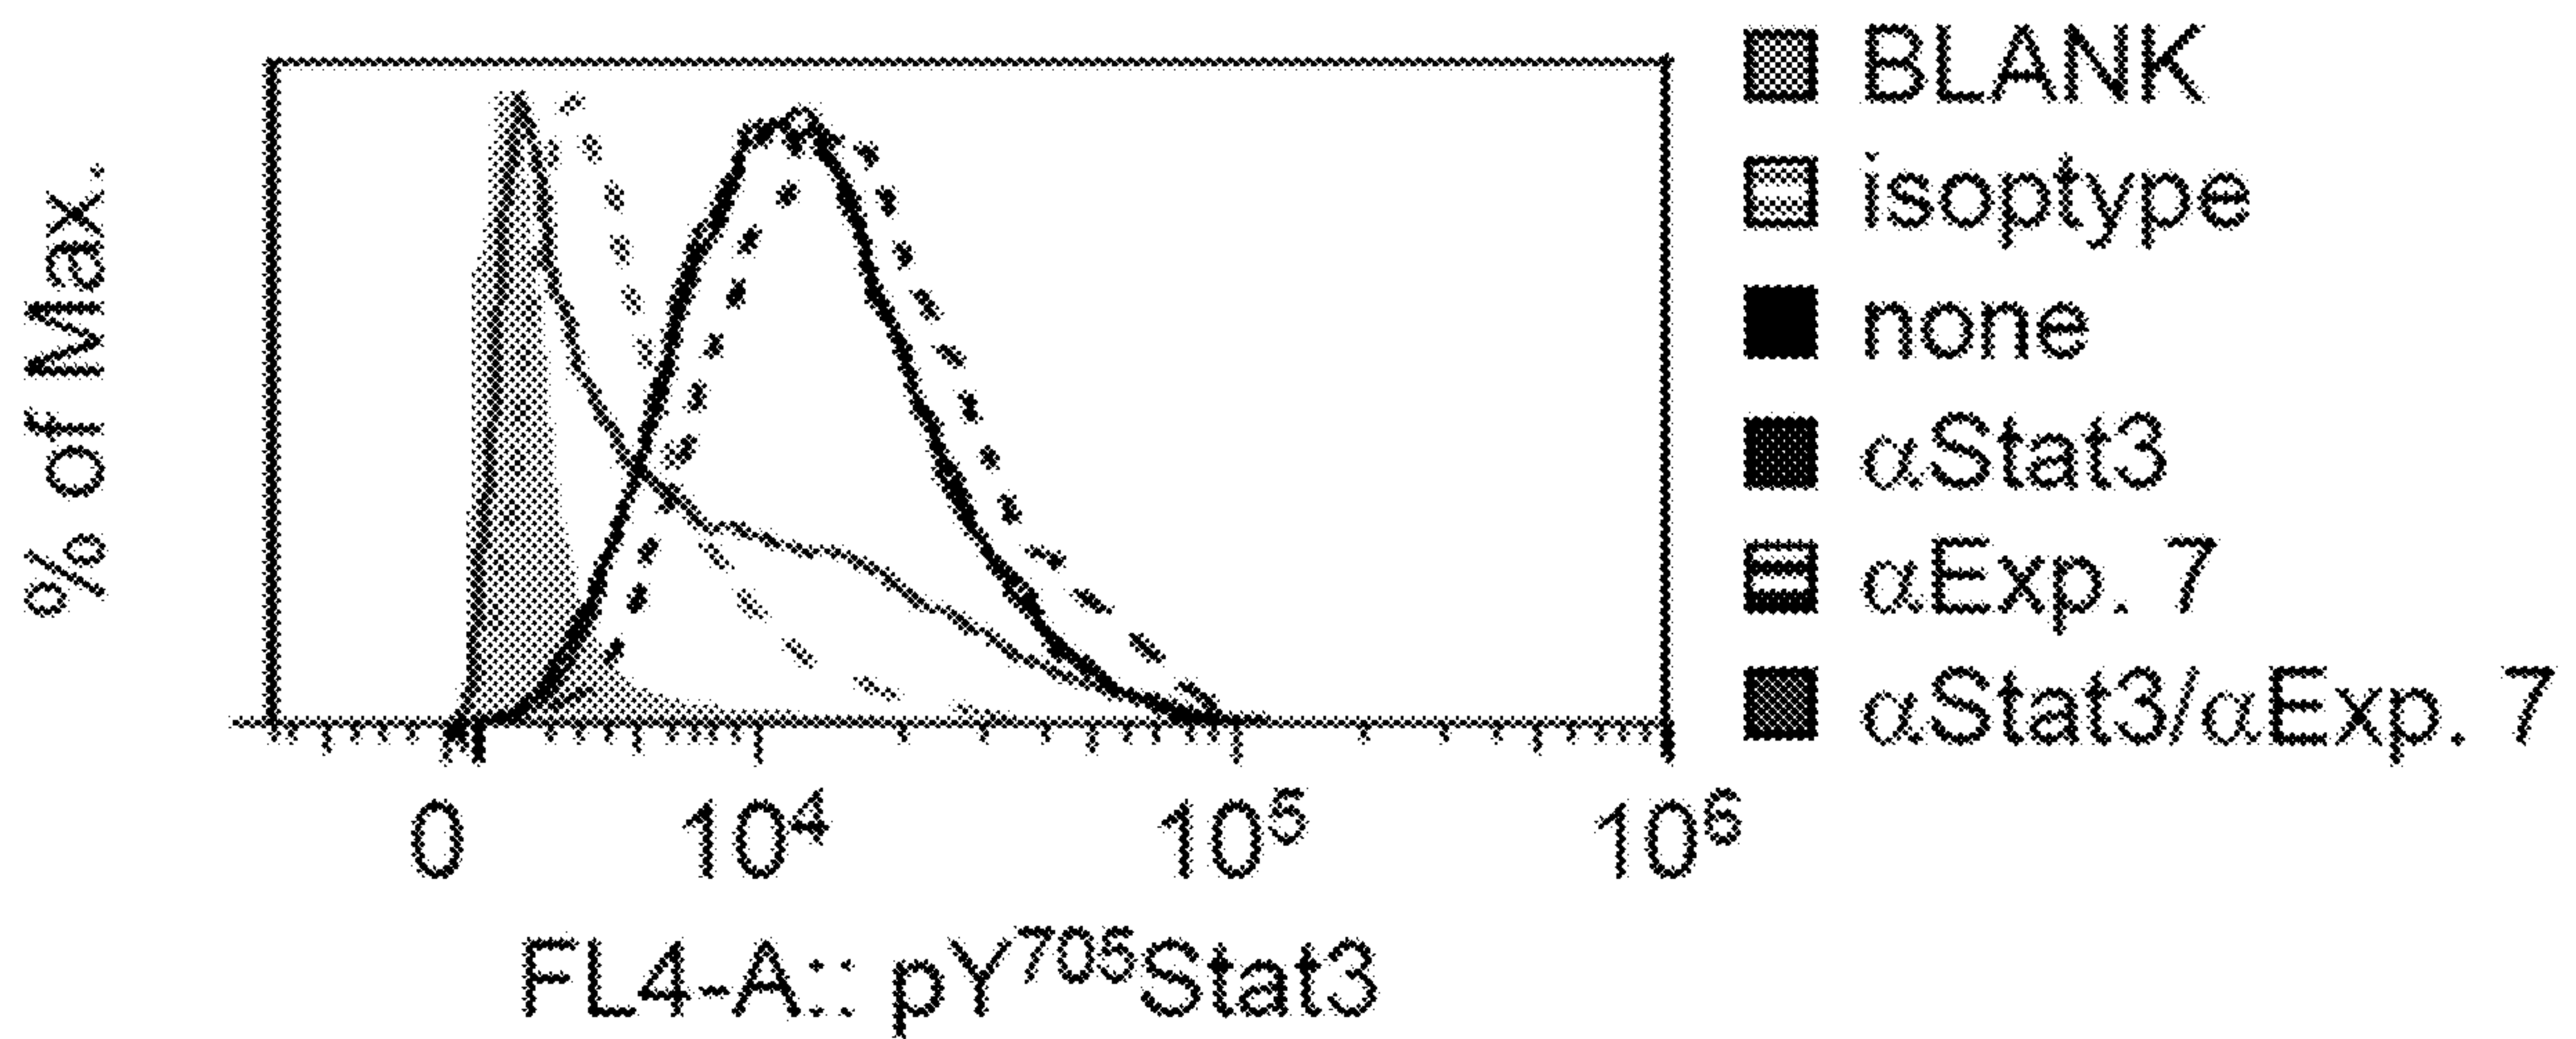 % of Max.
BLANK
isoptype
none
αStat3
αExp. 7
αStat3/αExp. 7
0 10⁴ 10⁵ 10⁶
FL4-A:: pY⁷⁰⁵Stat3